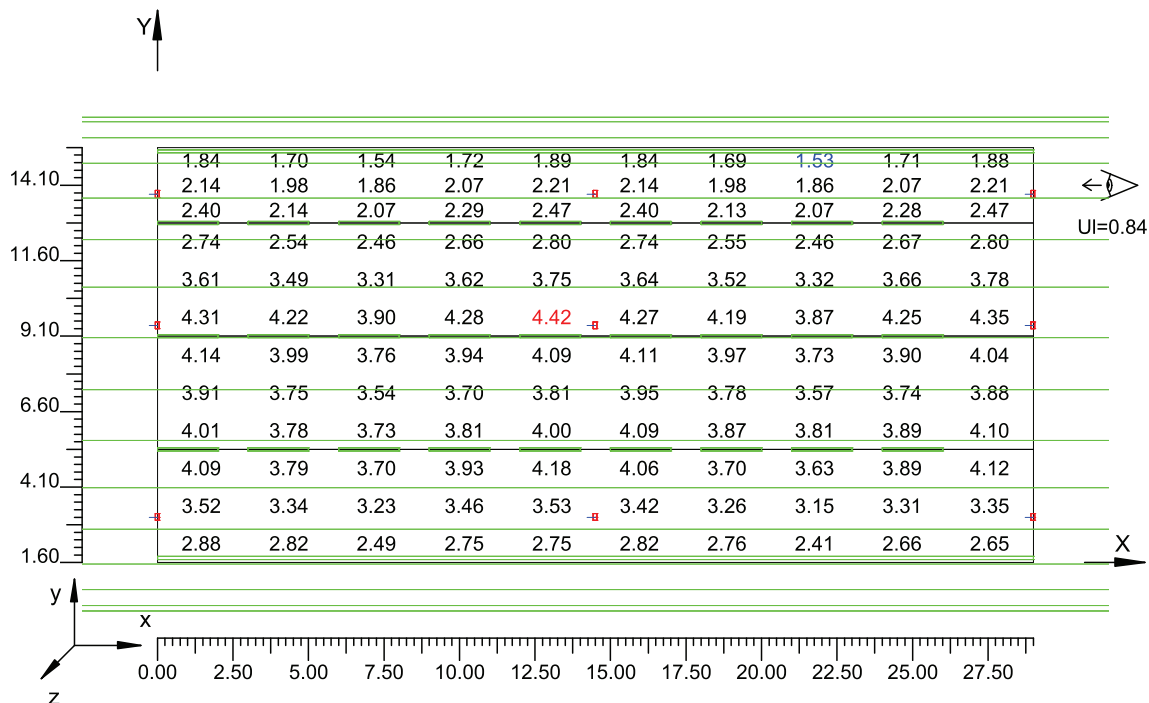 Y
1.84 1.70 1.54 1.72 1.89 1.84 1.69 1.53 1.71 1.88
14.10 2.14 1.98 1.86 2.07 2.21 2.14 1.98 1.86 2.07 2.21
2.40 2.14 2.07 2.29 2.47 2.40 2.13 2.07 2.28 2.47
Ul=0.84
2.74 2.54 2.46 2.66 2.80 2.74 2.55 2.46 2.67 2.80
11.60
3.61 3.49 3.31 3.62 3.75 3.64 3.52 3.32 3.66 3.78
4.31 4.22 3.90 4.28 4.42 4.27 4.19 3.87 4.25 4.35
9.10
4.14 3.99 3.76 3.94 4.09 4.11 3.97 3.73 3.90 4.04
3.91 3.75 3.54 3.70 3.81 3.95 3.78 3.57 3.74 3.88
6.60
4.01 3.78 3.73 3.81 4.00 4.09 3.87 3.81 3.89 4.10
4.09 3.79 3.70 3.93 4.18 4.06 3.70 3.63 3.89 4.12
4.10
3.52 3.34 3.23 3.46 3.53 3.42 3.26 3.15 3.31 3.35
2.88 2.82 2.49 2.75 2.75 2.82 2.76 2.41 2.66 2.65
1.60
X
y
x
z
0.00 2.50 5.00 7.50 10.00 12.50 15.00 17.50 20.00 22.50 25.00 27.50